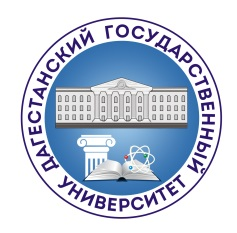 ДАГЕСТАНСКИЙ ГОСУДАРСТВЕННЫЙ
УНИВЕРСИТЕТ